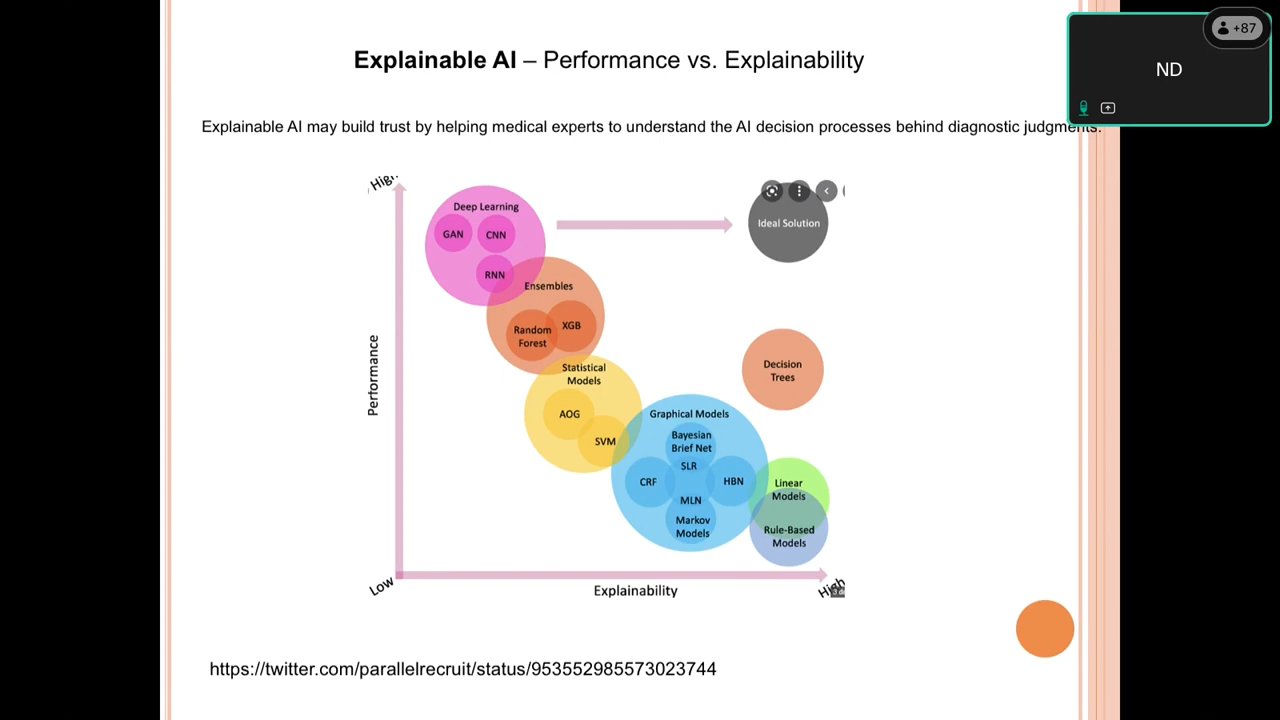 Explainable AI – Performance vs. Explainability
+87
ND
Explainable AI may build trust by helping medical experts to understand the AI decision processes behind diagnostic judgments.
High
Deep Learning
GAN
CNN
RNN
Ideal Solution
Ensembles
Random
Forest
XGB
Performance
Decision
Trees
Statistical
Models
AOG
SVM
Graphical Models
Bayesian
Brief Net
SLR
CRF
HBN
MLN
Markov
Models
Linear
Models
Rule-Based
Models
Low
Explainability
High
https://twitter.com/parallelrecruit/status/953552985573023744